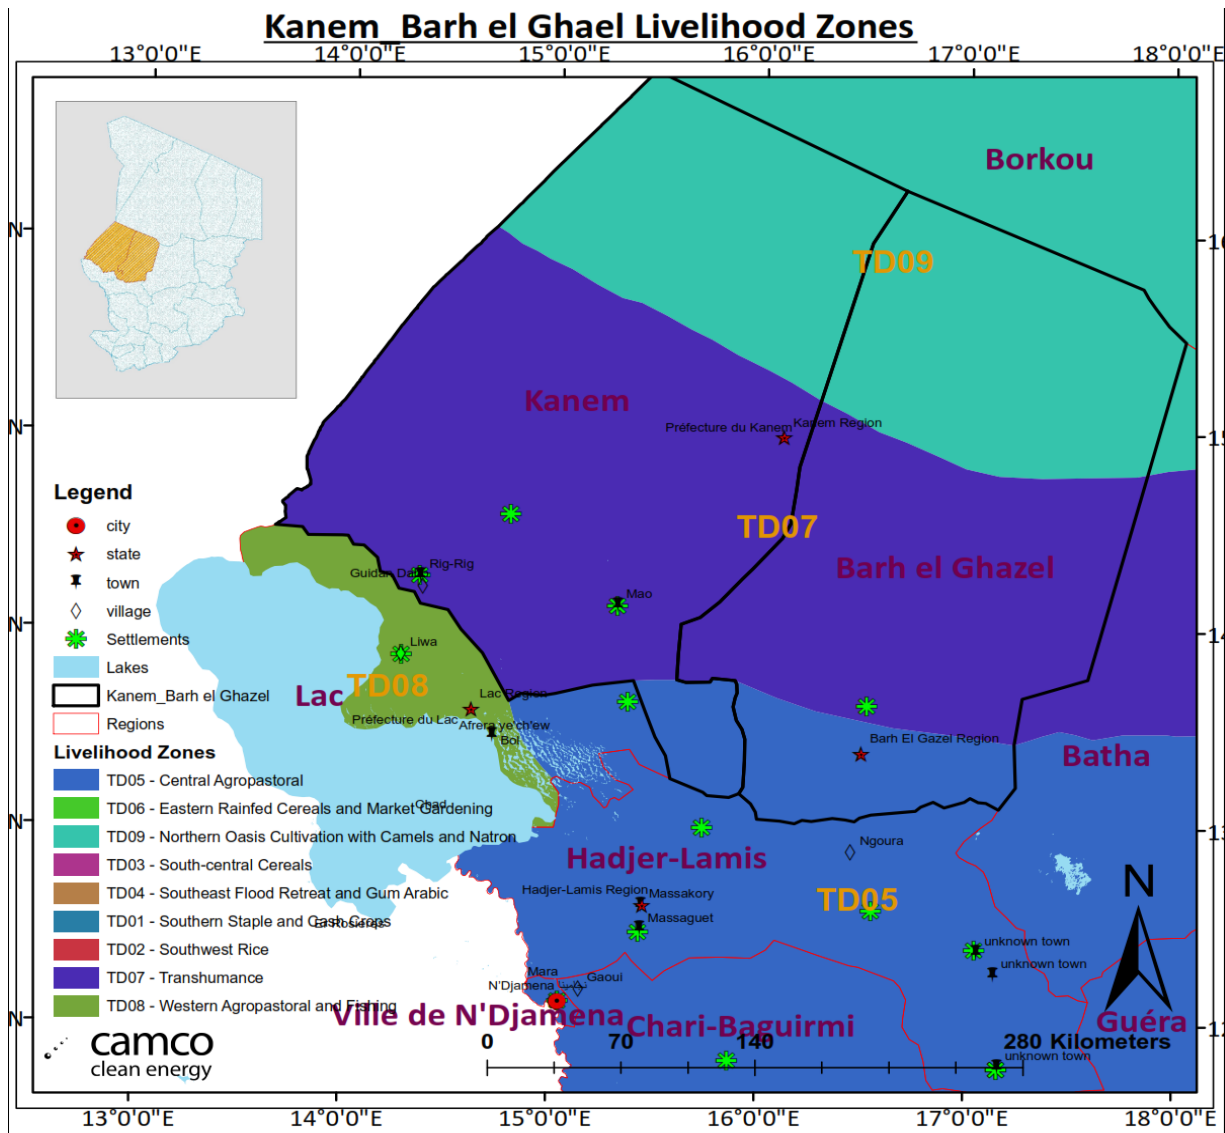 Kanem_Barh el Ghael Livelihood Zones
13°0'0"E 14°0'0"E 15°0'0"E 16°0'0"E 17°0'0"E 18°0'0"E
Borkou
N
TD09
Kanem
Préfecture du Kanem Kanem Region
N
TD07
Barh el Ghazel
Rig-Rig
Mao
Liwa
N
Lac TD08
Lac Region
Préfecture du Lac Afrera ye'ch'ew
Bol
Barh El Gazel Region
Batha
N
Ngoura
Hadjer-Lamis
Hadjer-Lamis Region Massakory
TD05
Massaguet
unknown town
unknown town
Mara
Gaoui
N'Djamena
Ville de N'Djamena
Chari-Baguirmi
Guéra
N
unknown town
N
0 70 140 280 Kilometers
Legend
city
state
town
village
Settlements
Lakes
Kanem_Barh el Ghazel
Regions
Livelihood Zones
TD05 - Central Agropastoral
TD06 - Eastern Rainfed Cereals and Market Gardening
TD09 - Northern Oasis Cultivation with Camels and Natron
TD03 - South-central Cereals
TD04 - Southeast Flood Retreat and Gum Arabic
TD01 - Southern Staple and Cash Crops
TD02 - Southwest Rice
TD07 - Transhumance
TD08 - Western Agropastoral and Fishing
camco
clean energy
13°0'0"E 14°0'0"E 15°0'0"E 16°0'0"E 17°0'0"E 18°0'0"E